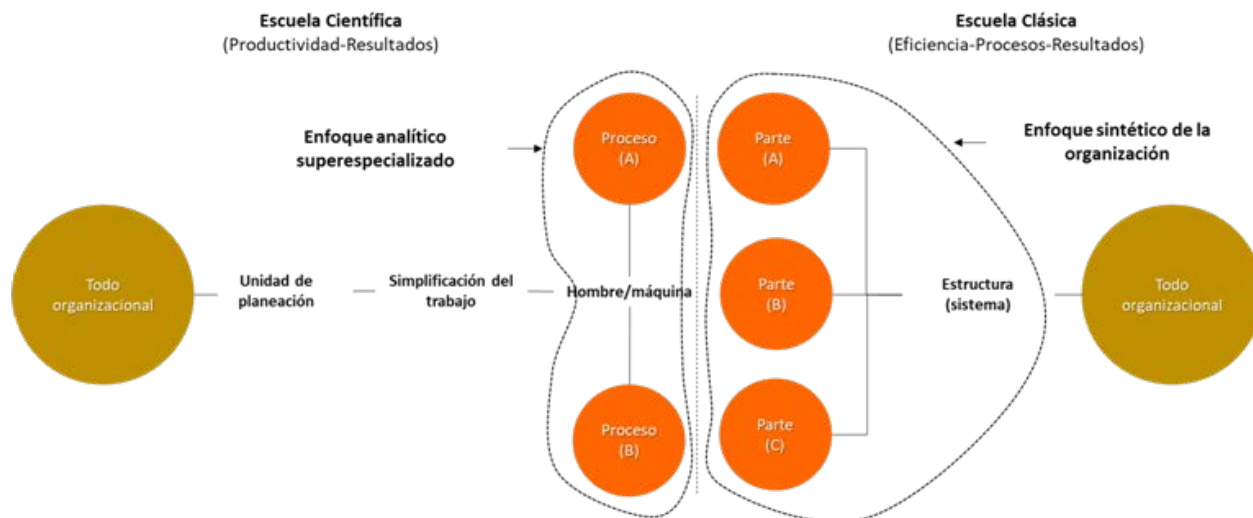 Escuela Científica
(Productividad-Resultados)
Escuela Clásica
(Eficiencia-Procesos-Resultados)
Enfoque analítico
superespecializado
Proceso
(A)
Parte
(A)
Enfoque sintético de la
organización
Todo
organizacional
Unidad de
planeación
Simplificación del
trabajo
Hombre/máquina
Parte
(B)
Estructura
(sistema)
Todo
organizacional
Proceso
(B)
Parte
(C)